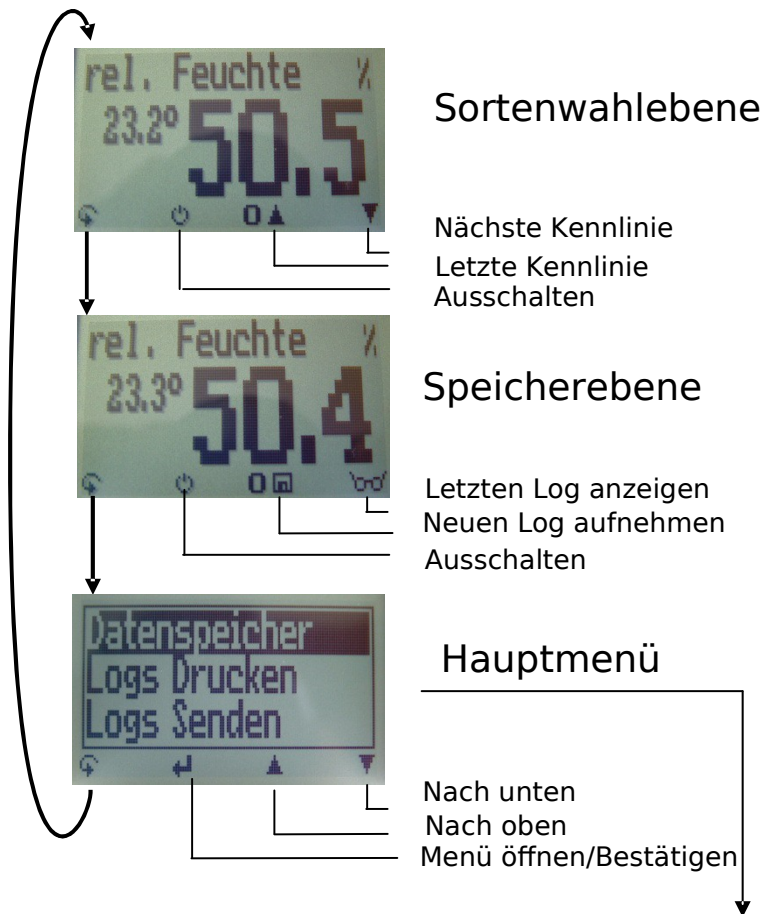 rel. Feuchte %
23.2° 50.5
0
Sortenwahlebene
Nächste Kennlinie
Letzte Kennlinie
Ausschalten
rel. Feuchte %
23.3° 50.4
0
Speicherebene
Letzten Log anzeigen
Neuen Log aufnehmen
Ausschalten
Datenspeicher
Logs Drucken
Logs Senden
Hauptmenü
Nach unten
Nach oben
Menü öffnen/Bestätigen